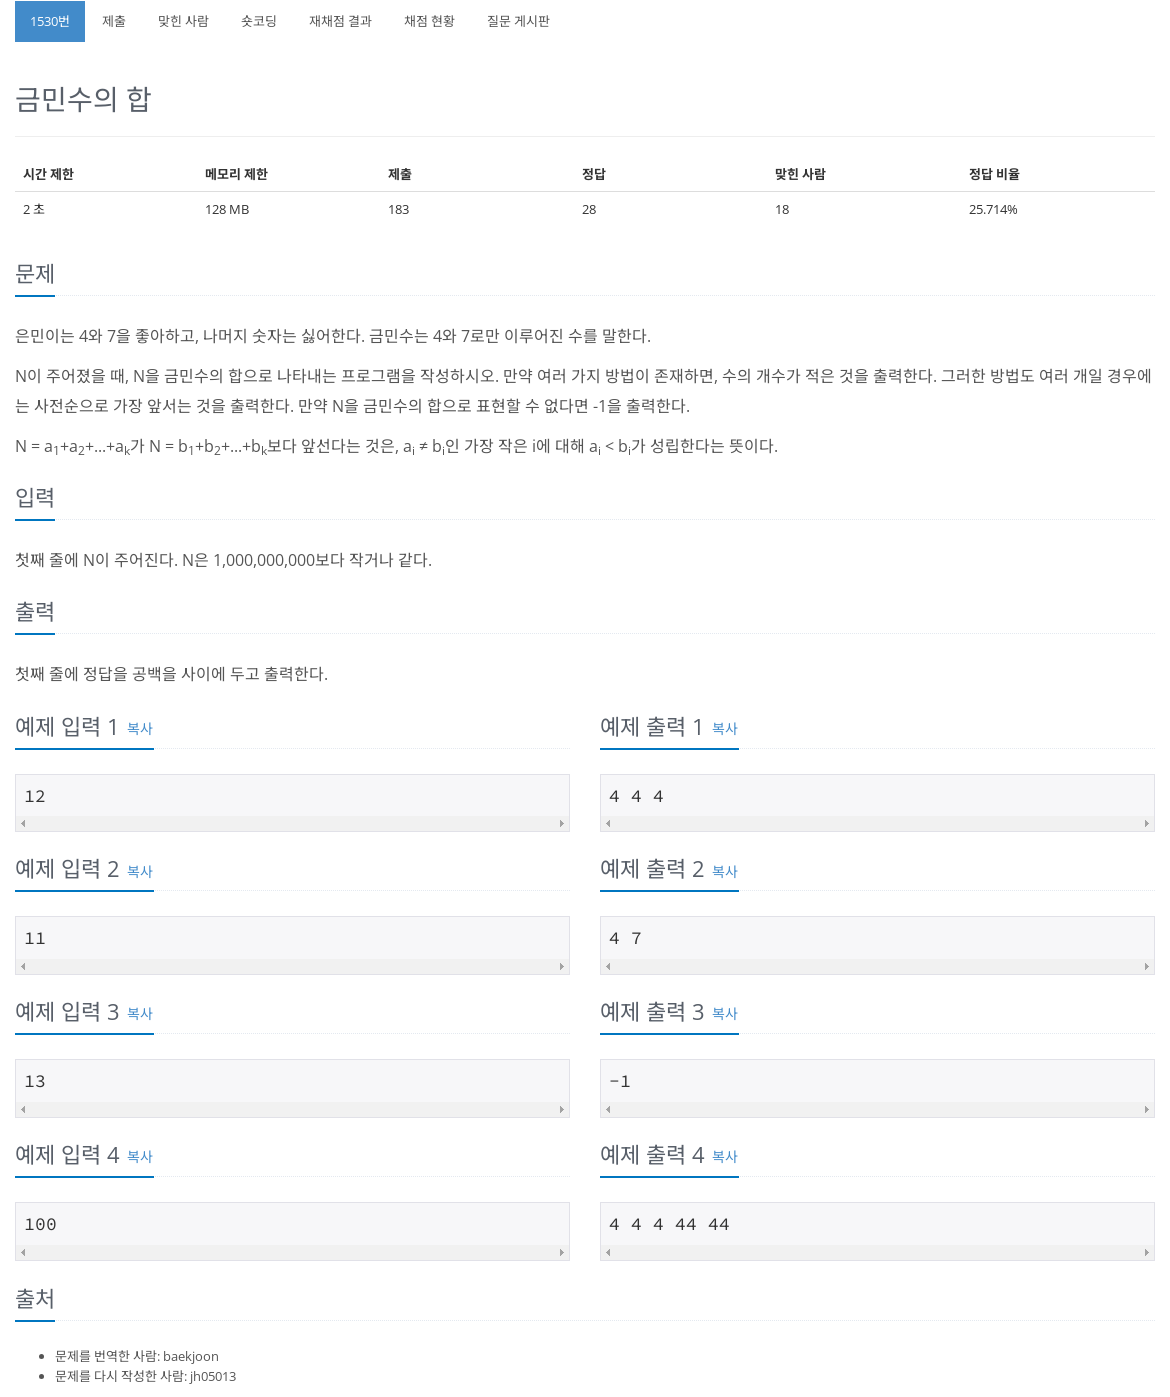 1530번 제출 맞힌 사람 숏코딩 재채점 결과 채점 현황 질문 게시판
금민수의 합
시간 제한 메모리 제한 제출 정답 맞힌 사람 정답 비율
2 초 128 MB 183 28 18 25.714%
문제
은민이는 4와 7을 좋아하고, 나머지 숫자는 싫어한다. 금민수는 4와 7로만 이루어진 수를 말한다.
N이 주어졌을 때, N을 금민수의 합으로 나타내는 프로그램을 작성하시오. 만약 여러 가지 방법이 존재하면, 수의 개수가 적은 것을 출력한다. 그러한 방법도 여러 개일 경우에
는 사전순으로 가장 앞서는 것을 출력한다. 만약 N을 금민수의 합으로 표현할 수 없다면 -1을 출력한다.
N = a₁+a₂+...+aₖ가 N = b₁+b₂+...+bₖ보다 앞선다는 것은, aᵢ ≠ bᵢ인 가장 작은 i에 대해 aᵢ < bᵢ가 성립한다는 뜻이다.
입력
첫째 줄에 N이 주어진다. N은 1,000,000,000보다 작거나 같다.
출력
첫째 줄에 정답을 공백을 사이에 두고 출력한다.
예제 입력 1 복사 예제 출력 1 복사
12 4 4 4
예제 입력 2 복사 예제 출력 2 복사
11 4 7
예제 입력 3 복사 예제 출력 3 복사
13 -1
예제 입력 4 복사 예제 출력 4 복사
100 4 4 4 44 44
출처
문제를 번역한 사람: baekjoon
문제를 다시 작성한 사람: jh05013